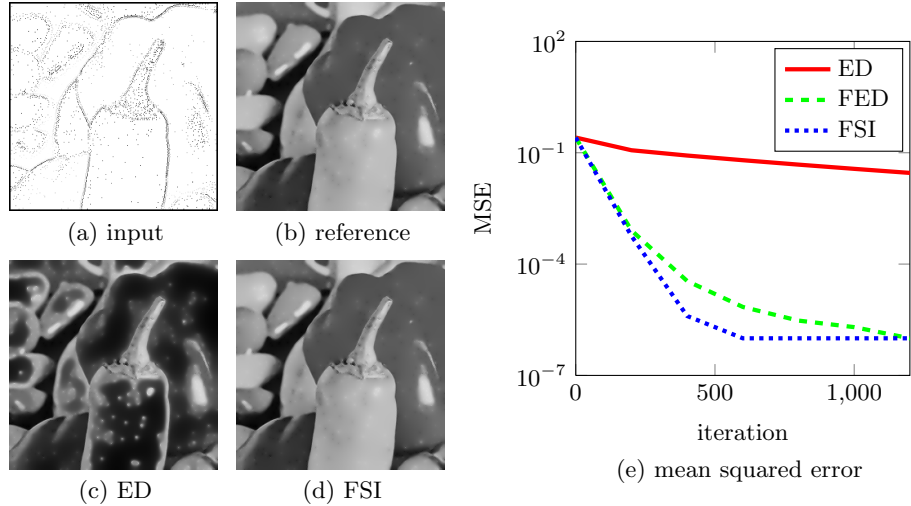 (a) input
(b) reference
(c) ED
(d) FSI
10^2
10^−1
10^−4
10^−7
MSE
0
500
1,000
iteration
ED
FED
FSI
(e) mean squared error